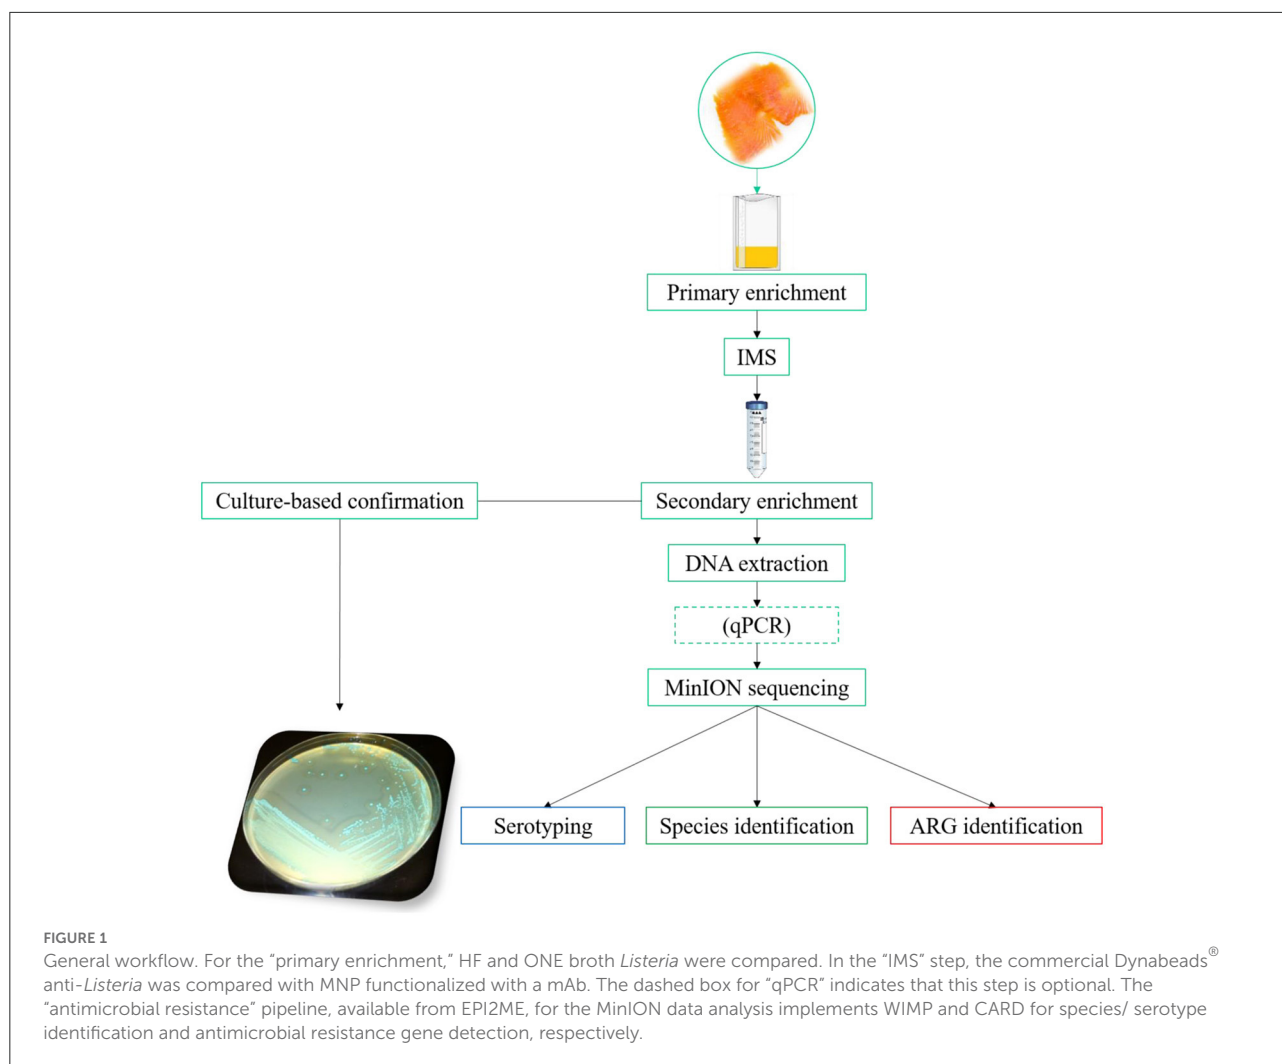 Primary enrichment
IMS
Culture-based confirmation
Secondary enrichment
DNA extraction
(qPCR)
MinION sequencing
Serotyping
Species identification
ARG identification
FIGURE 1
General workflow. For the “primary enrichment,” HF and ONE broth Listeria were compared. In the “IMS” step, the commercial Dynabeads®
anti-Listeria was compared with MNP functionalized with a mAb. The dashed box for “qPCR” indicates that this step is optional. The
“antimicrobial resistance” pipeline, available from EPI2ME, for the MinION data analysis implements WIMP and CARD for species/ serotype
identification and antimicrobial resistance gene detection, respectively.